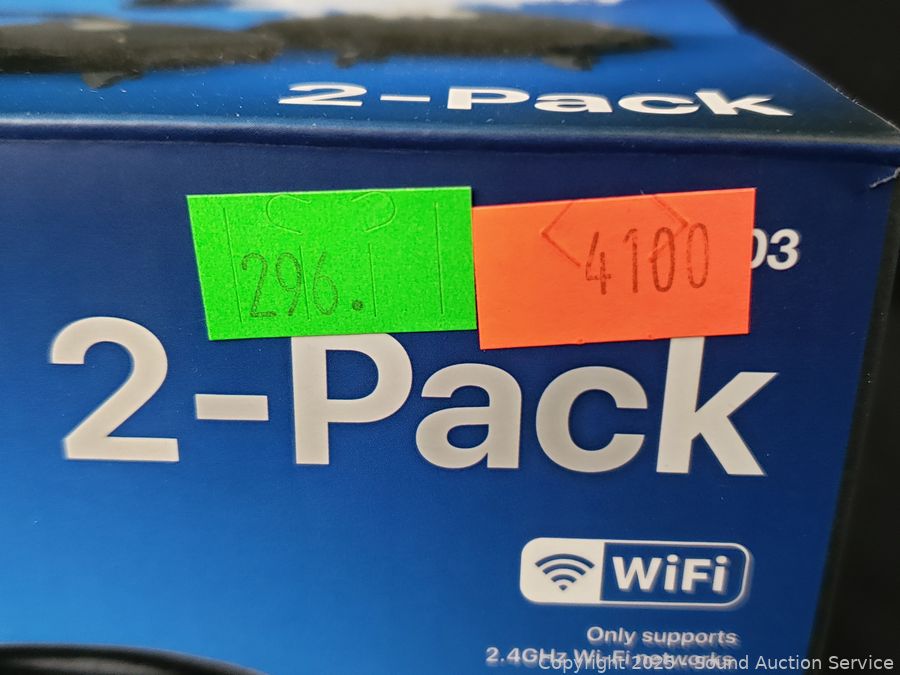 2-Pack
296.
4100
03
2-Pack
WiFi
Only supports
2.4GHz Wi-Fi networks
Copyright 2025 - Sound Auction Service